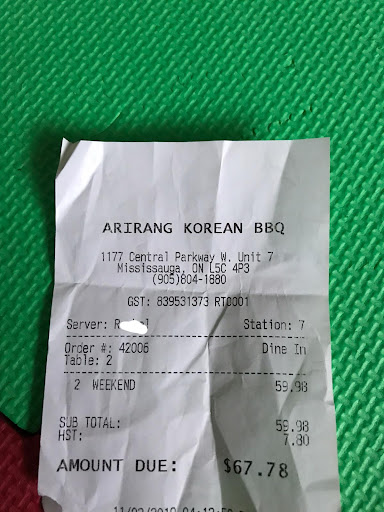 ARIRANG KOREAN BBQ
1177 Central Parkway W. Unit 7
Mississauga, ON L5C 4P3
(905)804-1880
GST: 839531373 RT0001
Server: Station: 7
Order #: 42006 Dine In
Table: 2
2 WEEKEND 59.98
SUB TOTAL: 59.98
HST: 7.80
AMOUNT DUE: $67.78